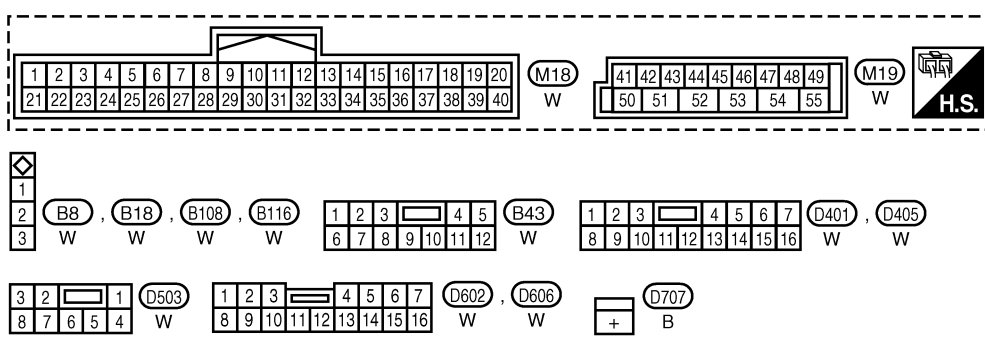 1 2 3 4 5 6 7 8 9 10 11 12 13 14 15 16 17 18 19 20
21 22 23 24 25 26 27 28 29 30 31 32 33 34 35 36 37 38 39 40
M18
W
41 42 43 44 45 46 47 48 49
50 51 52 53 54 55
M19
W
H.S.
1
2
3
B8 , B18 , B108 , B116
W W W W
1 2 3 4 5
6 7 8 9 10 11 12
B43
W
1 2 3 4 5 6 7
8 9 10 11 12 13 14 15 16
D401 , D405
W W
3 2 1
8 7 6 5 4
D503
W
1 2 3 4 5 6 7
8 9 10 11 12 13 14 15 16
D602 , D606
W W
+
D707
B